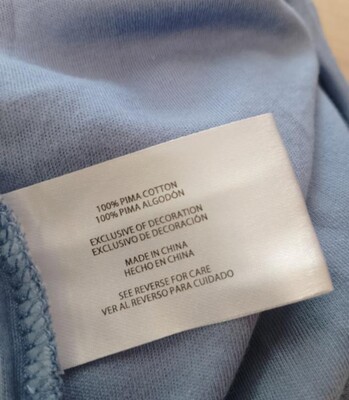 100% PIMA COTTON
100% PIMA ALGODÓN
EXCLUSIVE OF DECORATION
EXCLUSIVO DE DECORACIÓN
MADE IN CHINA
HECHO EN CHINA
SEE REVERSE FOR CARE
VER AL REVERSO PARA CUIDADO